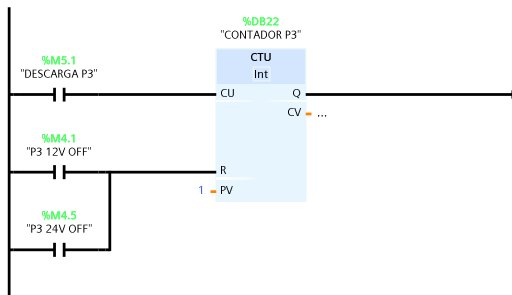 %DB22
"CONTADOR P3"
%M5.1
"DESCARGA P3"
CTU
Int
CU
Q
CV
...
%M4.1
"P3 12V OFF"
R
1
PV
%M4.5
"P3 24V OFF"